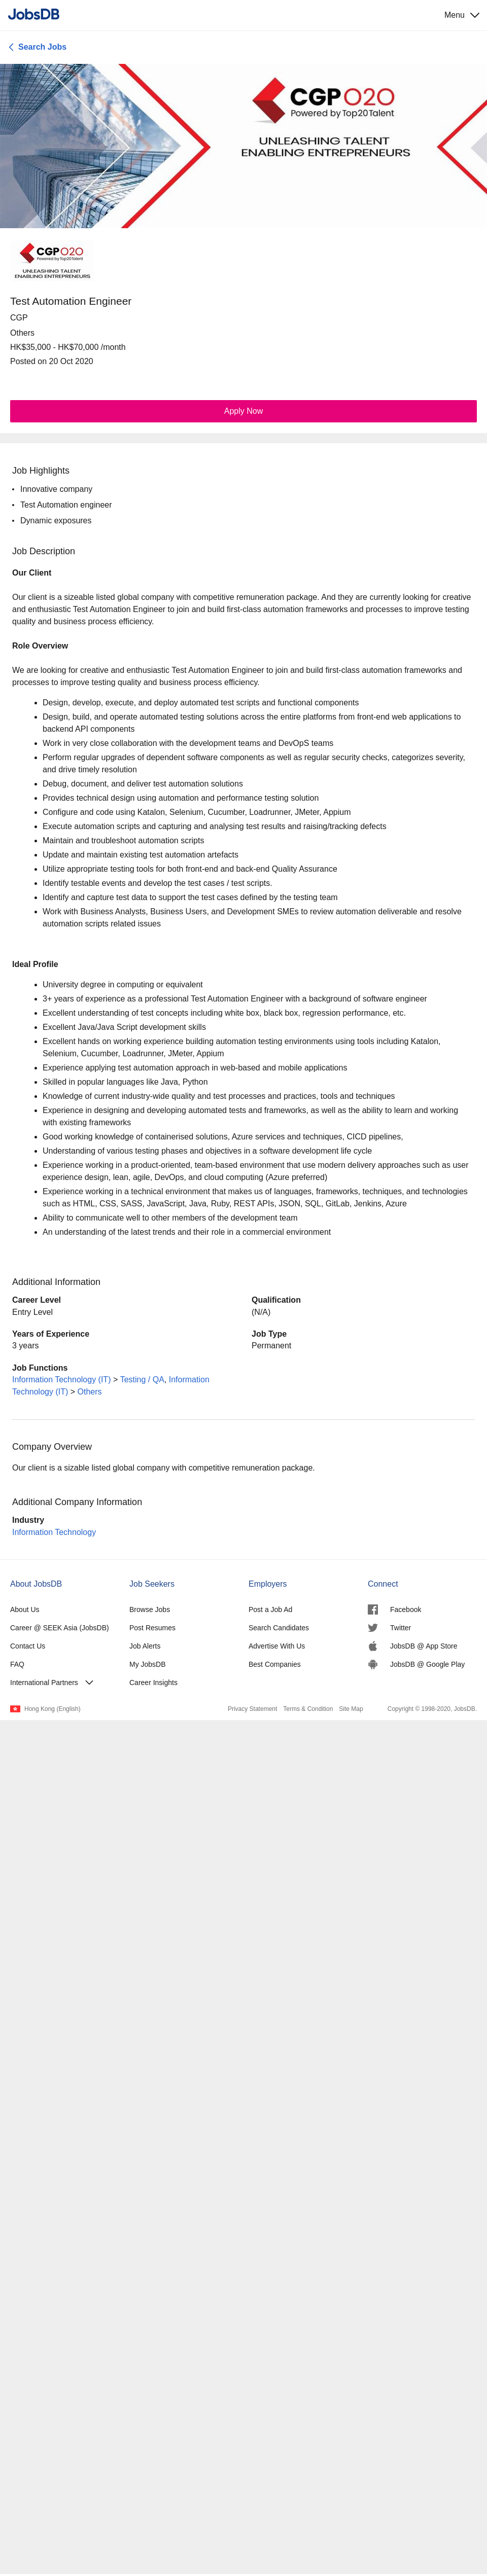 JobsDB
Menu
Search Jobs
CGP O2O
Powered by Top20Talent
UNLEASHING TALENT
ENABLING ENTREPRENEURS
CGP O2O
Powered by Top20Talent
UNLEASHING TALENT
ENABLING ENTREPRENEURS
Test Automation Engineer
CGP
Others
HK$35,000 - HK$70,000 /month
Posted on 20 Oct 2020
Apply Now
Job Highlights
• Innovative company
• Test Automation engineer
• Dynamic exposures
Job Description
Our Client
Our client is a sizeable listed global company with competitive remuneration package. And they are currently looking for creative
and enthusiastic Test Automation Engineer to join and build first-class automation frameworks and processes to improve testing
quality and business process efficiency.
Role Overview
We are looking for creative and enthusiastic Test Automation Engineer to join and build first-class automation frameworks and
processes to improve testing quality and business process efficiency.
• Design, develop, execute, and deploy automated test scripts and functional components
• Design, build, and operate automated testing solutions across the entire platforms from front-end web applications to
backend API components
• Work in very close collaboration with the development teams and DevOpS teams
• Perform regular upgrades of dependent software components as well as regular security checks, categorizes severity,
and drive timely resolution
• Debug, document, and deliver test automation solutions
• Provides technical design using automation and performance testing solution
• Configure and code using Katalon, Selenium, Cucumber, Loadrunner, JMeter, Appium
• Execute automation scripts and capturing and analysing test results and raising/tracking defects
• Maintain and troubleshoot automation scripts
• Update and maintain existing test automation artefacts
• Utilize appropriate testing tools for both front-end and back-end Quality Assurance
• Identify testable events and develop the test cases / test scripts.
• Identify and capture test data to support the test cases defined by the testing team
• Work with Business Analysts, Business Users, and Development SMEs to review automation deliverable and resolve
automation scripts related issues
Ideal Profile
• University degree in computing or equivalent
• 3+ years of experience as a professional Test Automation Engineer with a background of software engineer
• Excellent understanding of test concepts including white box, black box, regression performance, etc.
• Excellent Java/Java Script development skills
• Excellent hands on working experience building automation testing environments using tools including Katalon,
Selenium, Cucumber, Loadrunner, JMeter, Appium
• Experience applying test automation approach in web-based and mobile applications
• Skilled in popular languages like Java, Python
• Knowledge of current industry-wide quality and test processes and practices, tools and techniques
• Experience in designing and developing automated tests and frameworks, as well as the ability to learn and working
with existing frameworks
• Good working knowledge of containerised solutions, Azure services and techniques, CICD pipelines,
• Understanding of various testing phases and objectives in a software development life cycle
• Experience working in a product-oriented, team-based environment that use modern delivery approaches such as user
experience design, lean, agile, DevOps, and cloud computing (Azure preferred)
• Experience working in a technical environment that makes us of languages, frameworks, techniques, and technologies
such as HTML, CSS, SASS, JavaScript, Java, Ruby, REST APIs, JSON, SQL, GitLab, Jenkins, Azure
• Ability to communicate well to other members of the development team
• An understanding of the latest trends and their role in a commercial environment
Additional Information
Career Level
Entry Level
Qualification
(N/A)
Years of Experience
3 years
Job Type
Permanent
Job Functions
Information Technology (IT) > Testing / QA, Information
Technology (IT) > Others
Company Overview
Our client is a sizable listed global company with competitive remuneration package.
Additional Company Information
Industry
Information Technology
About JobsDB
About Us
Career @ SEEK Asia (JobsDB)
Contact Us
FAQ
International Partners
Job Seekers
Browse Jobs
Post Resumes
Job Alerts
My JobsDB
Career Insights
Employers
Post a Job Ad
Search Candidates
Advertise With Us
Best Companies
Connect
Facebook
Twitter
JobsDB @ App Store
JobsDB @ Google Play
Hong Kong (English)
Privacy Statement Terms & Condition Site Map Copyright © 1998-2020, JobsDB.